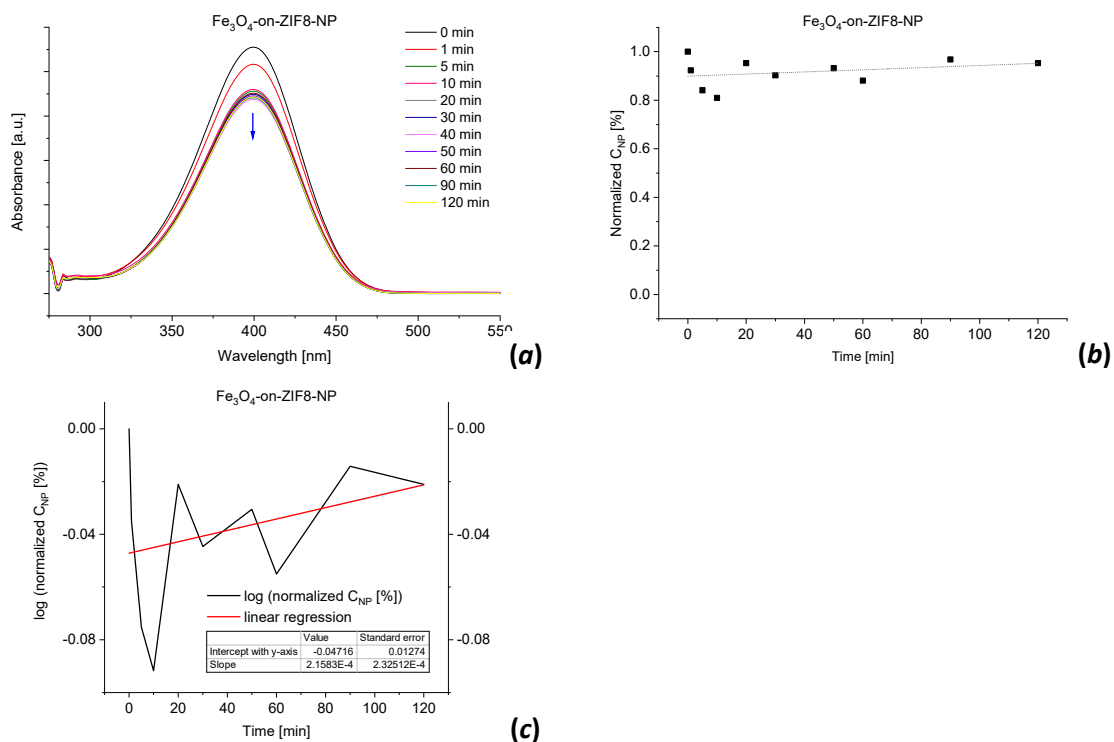 Fe₃O₄-on-ZIF8-NP
Absorbance [a.u.]
0 min
1 min
5 min
10 min
20 min
30 min
40 min
50 min
60 min
90 min
120 min
300 350 400 450 500 550
Wavelength [nm]
(a)
Fe₃O₄-on-ZIF8-NP
Normalized C_NP [%]
1.0
0.8
0.6
0.4
0.2
0.0
0 20 40 60 80 100 120
Time [min]
(b)
Fe₃O₄-on-ZIF8-NP
log (normalized C_NP [%])
0.00 0.00
-0.04 -0.04
-0.08 -0.08
log (normalized C_NP [%])
linear regression
Value Standard error
Intercept with y-axis -0.04716 0.01274
Slope 2.1583E-4 2.32512E-4
0 20 40 60 80 100 120
Time [min]
(c)